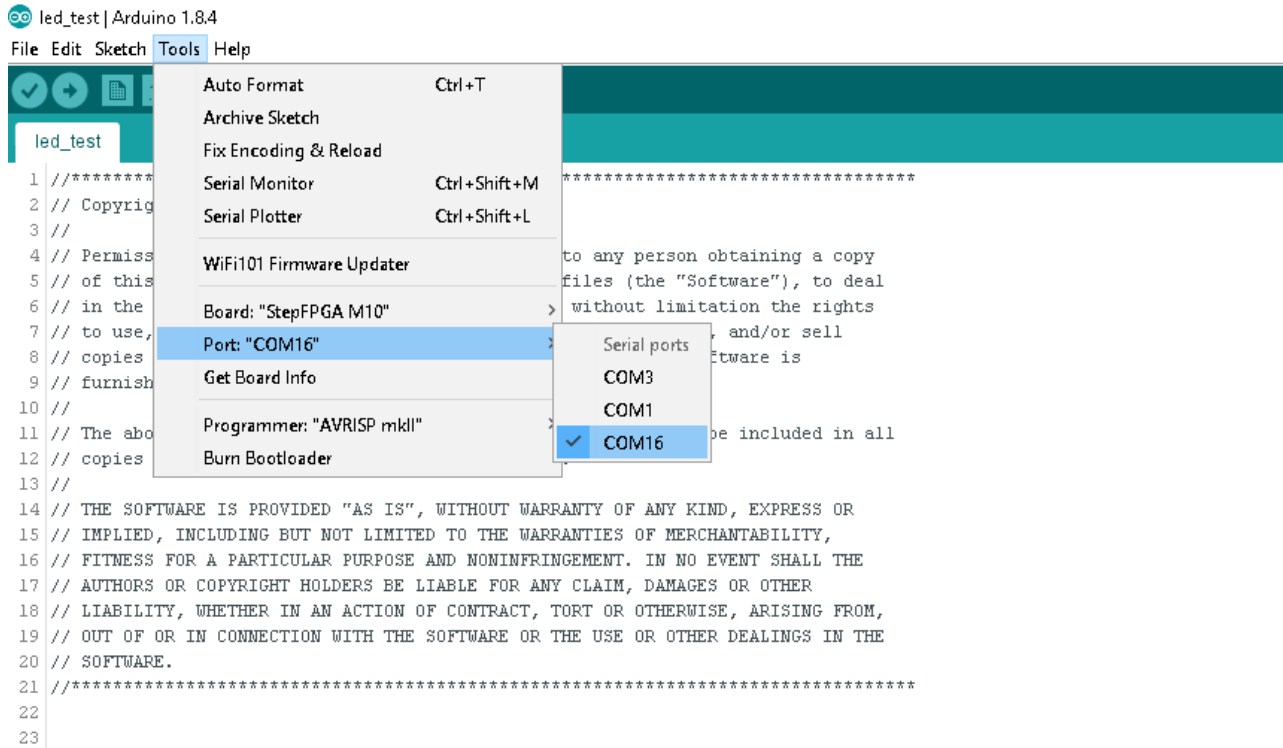 led_test | Arduino 1.8.4
File Edit Sketch Tools Help
Auto Format Ctrl+T
Archive Sketch
Fix Encoding & Reload
Serial Monitor Ctrl+Shift+M
Serial Plotter Ctrl+Shift+L
WiFi101 Firmware Updater
Board: "StepFPGA M10"
Port: "COM16"
Get Board Info
Programmer: "AVRISP mkII"
Burn Bootloader
Serial ports
COM3
COM1
COM16
led_test
1 //******** **********************************
2 // Copyrig
3 //
4 // Permiss to any person obtaining a copy
5 // of this files (the "Software"), to deal
6 // in the without limitation the rights
7 // to use, , and/or sell
8 // copies ftware is
9 // furnish
10 //
11 // The abo be included in all
12 // copies
13 //
14 // THE SOFTWARE IS PROVIDED "AS IS", WITHOUT WARRANTY OF ANY KIND, EXPRESS OR
15 // IMPLIED, INCLUDING BUT NOT LIMITED TO THE WARRANTIES OF MERCHANTABILITY,
16 // FITNESS FOR A PARTICULAR PURPOSE AND NONINFRINGEMENT. IN NO EVENT SHALL THE
17 // AUTHORS OR COPYRIGHT HOLDERS BE LIABLE FOR ANY CLAIM, DAMAGES OR OTHER
18 // LIABILITY, WHETHER IN AN ACTION OF CONTRACT, TORT OR OTHERWISE, ARISING FROM,
19 // OUT OF OR IN CONNECTION WITH THE SOFTWARE OR THE USE OR OTHER DEALINGS IN THE
20 // SOFTWARE.
21 //*********************************************************************************
22
23